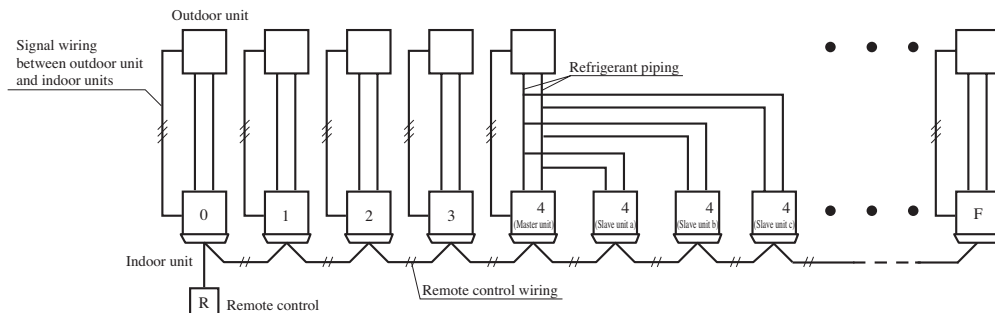 Outdoor unit
Signal wiring
between outdoor unit
and indoor units
Refrigerant piping
0
1
2
3
4
(Master unit)
4
(Slave unit a)
4
(Slave unit b)
4
(Slave unit c)
F
Indoor unit
Remote control wiring
R
Remote control